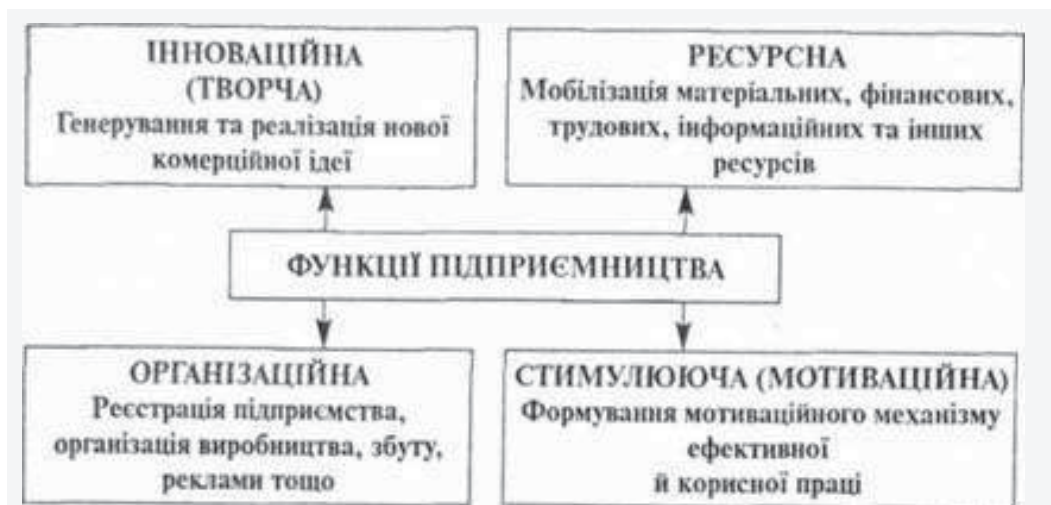 ІННОВАЦІЙНА
(ТВОРЧА)
Генерування та реалізація нової
комерційної ідеї
РЕСУРСНА
Мобілізація матеріальних, фінансових,
трудових, інформаційних та інших
ресурсів
ФУНКЦІЇ ПІДПРИЄМНИЦТВА
ОРГАНІЗАЦІЙНА
Реєстрація підприємства,
організація виробництва, збуту,
реклами тощо
СТИМУЛЮЮЧА (МОТИВАЦІЙНА)
Формування мотиваційного механізму
ефективної
й корисної праці